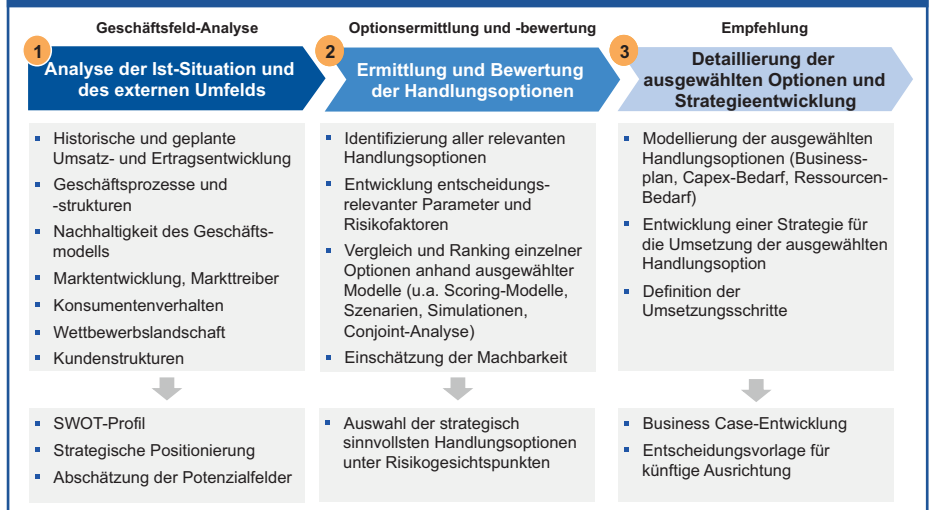 Geschäftsfeld-Analyse
1
Analyse der Ist-Situation und
des externen Umfelds
Historische und geplante
Umsatz- und Ertragsentwicklung
Geschäftsprozesse und
-strukturen
Nachhaltigkeit des Geschäfts-
modells
Marktentwicklung, Markttreiber
Konsumentenverhalten
Wettbewerbslandschaft
Kundenstrukturen
SWOT-Profil
Strategische Positionierung
Abschätzung der Potenzialfelder
Optionsermittlung und -bewertung
2
Ermittlung und Bewertung
der Handlungsoptionen
Identifizierung aller relevanten
Handlungsoptionen
Entwicklung entscheidungs-
relevanter Parameter und
Risikofaktoren
Vergleich und Ranking einzelner
Optionen anhand ausgewählter
Modelle (u.a. Scoring-Modelle,
Szenarien, Simulationen,
Conjoint-Analyse)
Einschätzung der Machbarkeit
Auswahl der strategisch
sinnvollsten Handlungsoptionen
unter Risikogesichtspunkten
Empfehlung
3
Detaillierung der
ausgewählten Optionen und
Strategieentwicklung
Modellierung der ausgewählten
Handlungsoptionen (Business-
plan, Capex-Bedarf, Ressourcen-
Bedarf)
Entwicklung einer Strategie für
die Umsetzung der ausgewählten
Handlungsoption
Definition der
Umsetzungsschritte
Business Case-Entwicklung
Entscheidungsvorlage für
künftige Ausrichtung